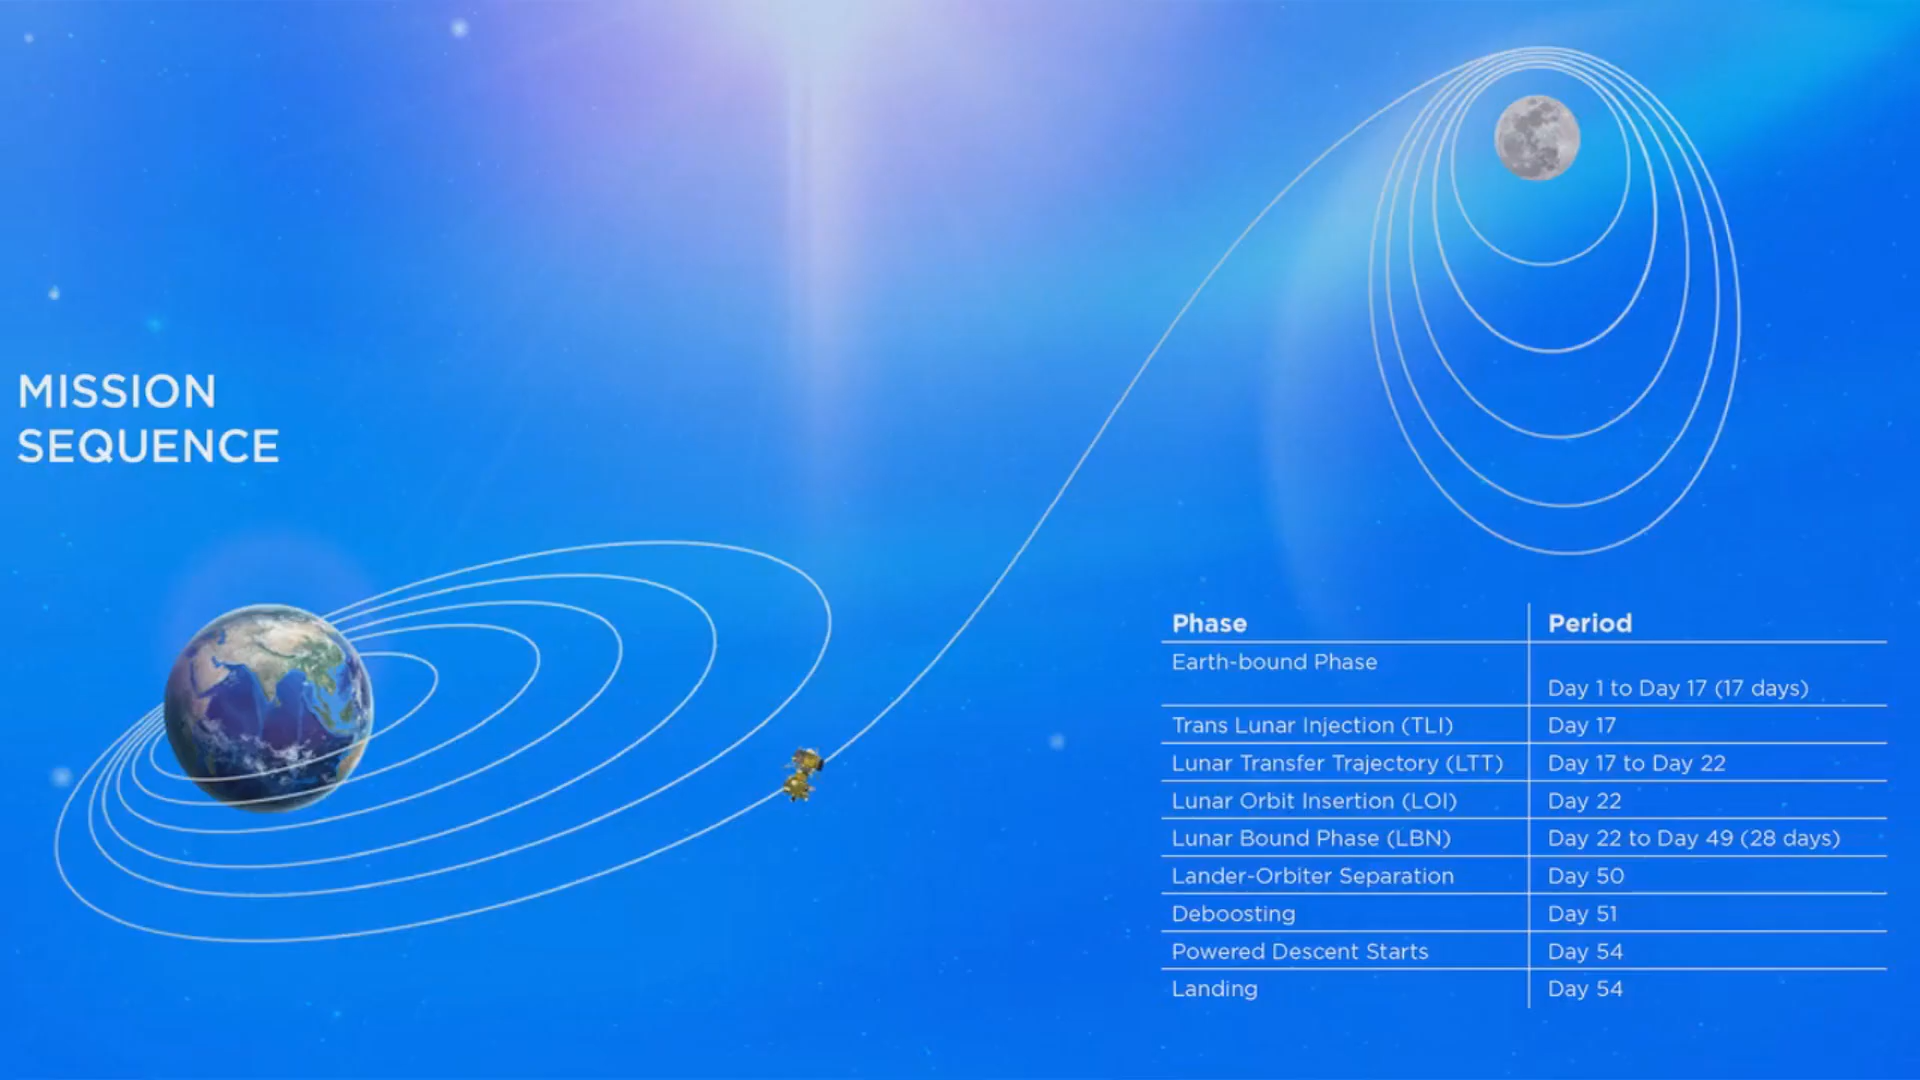 MISSION
SEQUENCE
Phase Period
Earth-bound Phase
Day 1 to Day 17 (17 days)
Trans Lunar Injection (TLI) Day 17
Lunar Transfer Trajectory (LTT) Day 17 to Day 22
Lunar Orbit Insertion (LOI) Day 22
Lunar Bound Phase (LBN) Day 22 to Day 49 (28 days)
Lander-Orbiter Separation Day 50
Deboosting Day 51
Powered Descent Starts Day 54
Landing Day 54